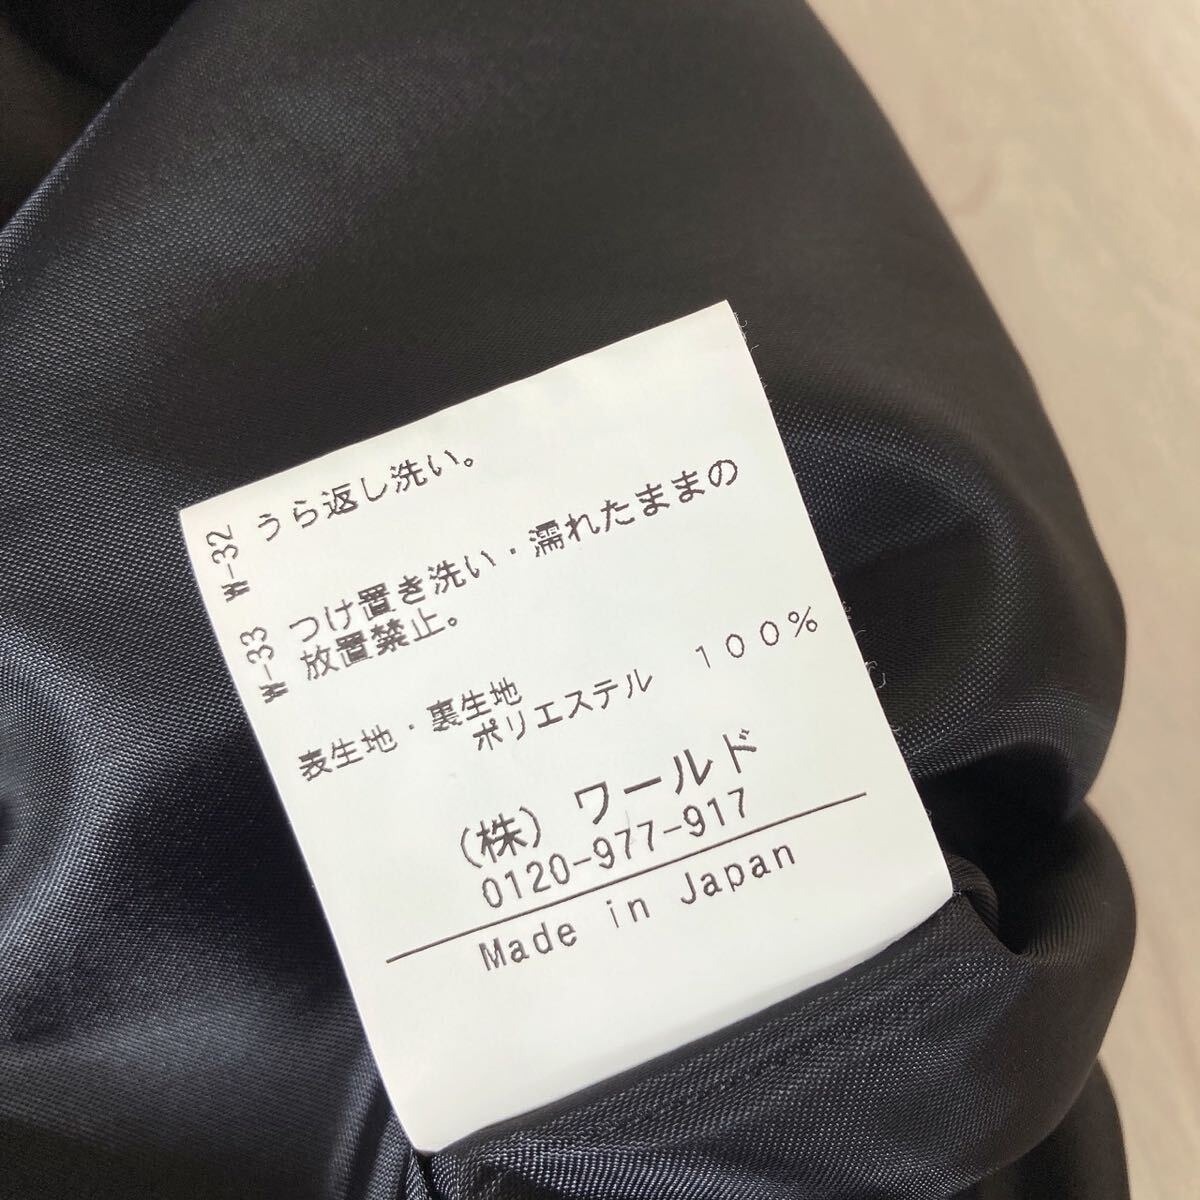 W-32 うら返し洗い。
W-33 つけ置き洗い・濡れたままの
放置禁止。
表生地・裏生地
ポリエステル　１００％
(株) ワールド
0120-977-917
Made in Japan